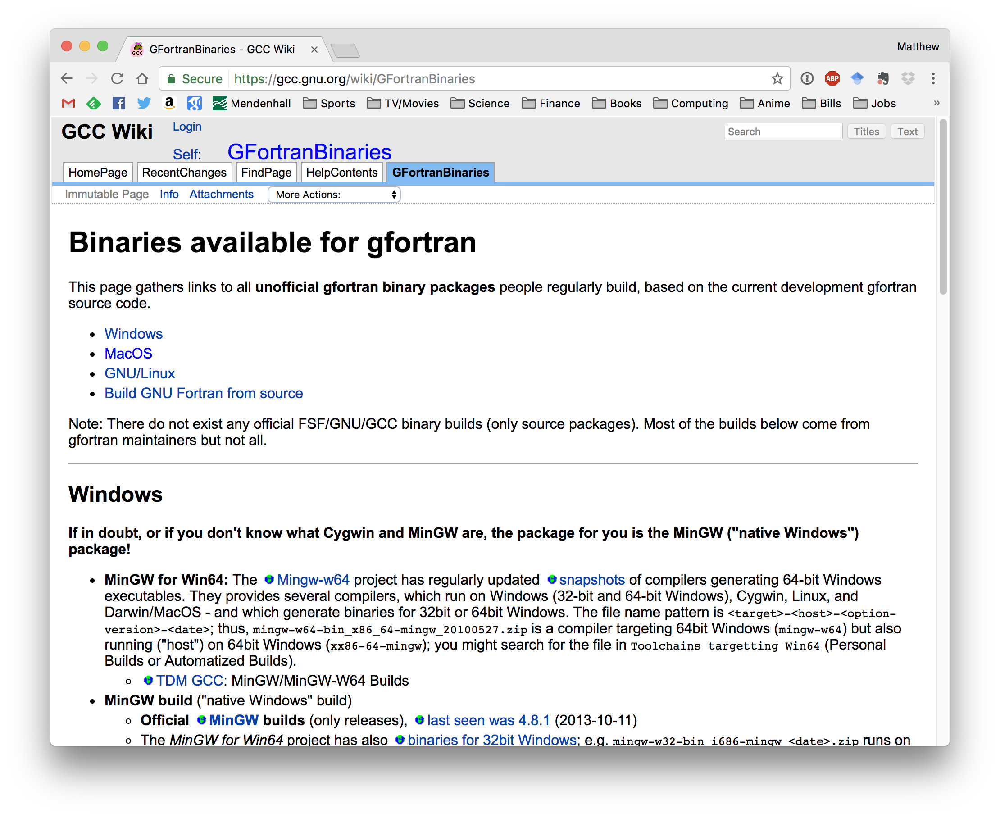 GFortranBinaries - GCC Wiki
Matthew
Secure https://gcc.gnu.org/wiki/GFortranBinaries
ABP
Mendenhall Sports TV/Movies Science Finance Books Computing Anime Bills Jobs »
GCC Wiki Login
Search Titles Text
Self: GFortranBinaries
HomePage RecentChanges FindPage HelpContents GFortranBinaries
Immutable Page Info Attachments More Actions:
Binaries available for gfortran
This page gathers links to all unofficial gfortran binary packages people regularly build, based on the current development gfortran
source code.
• Windows
• MacOS
• GNU/Linux
• Build GNU Fortran from source
Note: There do not exist any official FSF/GNU/GCC binary builds (only source packages). Most of the builds below come from
gfortran maintainers but not all.
Windows
If in doubt, or if you don't know what Cygwin and MinGW are, the package for you is the MinGW ("native Windows")
package!
• MinGW for Win64: The Mingw-w64 project has regularly updated snapshots of compilers generating 64-bit Windows
executables. They provides several compilers, which run on Windows (32-bit and 64-bit Windows), Cygwin, Linux, and
Darwin/MacOS - and which generate binaries for 32bit or 64bit Windows. The file name pattern is <target>-<host>-<option-
version>-<date>; thus, mingw-w64-bin_x86_64-mingw_20100527.zip is a compiler targeting 64bit Windows (mingw-w64) but also
running ("host") on 64bit Windows (xx86-64-mingw); you might search for the file in Toolchains targetting Win64 (Personal
Builds or Automatized Builds).
◦ TDM GCC: MinGW/MinGW-W64 Builds
• MinGW build ("native Windows" build)
◦ Official MinGW builds (only releases), last seen was 4.8.1 (2013-10-11)
◦ The MinGW for Win64 project has also binaries for 32bit Windows; e.g. mingw-w32-bin_i686-mingw_<date>.zip runs on